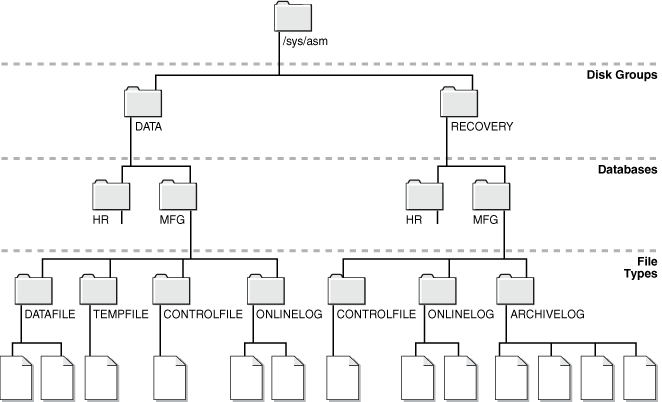 /sys/asm
Disk Groups
DATA
RECOVERY
Databases
HR
MFG
HR
MFG
File
Types
DATAFILE
TEMPFILE
CONTROLFILE
ONLINELOG
CONTROLFILE
ONLINELOG
ARCHIVELOG